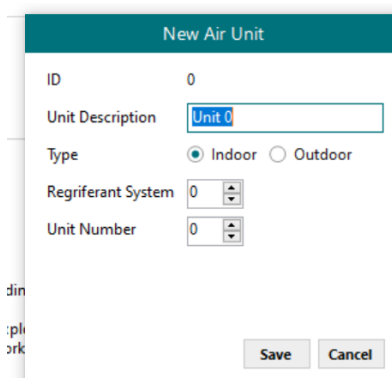 New Air Unit
ID 0
Unit Description Unit 0
Type Indoor Outdoor
Regriferant System 0
Unit Number 0
din
Save Cancel